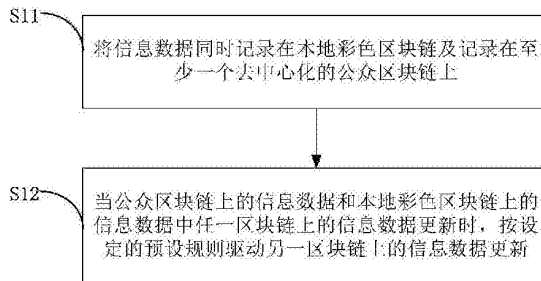 S11
将信息数据同时记录在本地彩色区块链及记录在至
少一个去中心化的公众区块链上
S12
当公众区块链上的信息数据和本地彩色区块链上的
信息数据中任一区块链上的信息数据更新时，按设
定的预设规则驱动另一区块链上的信息数据更新